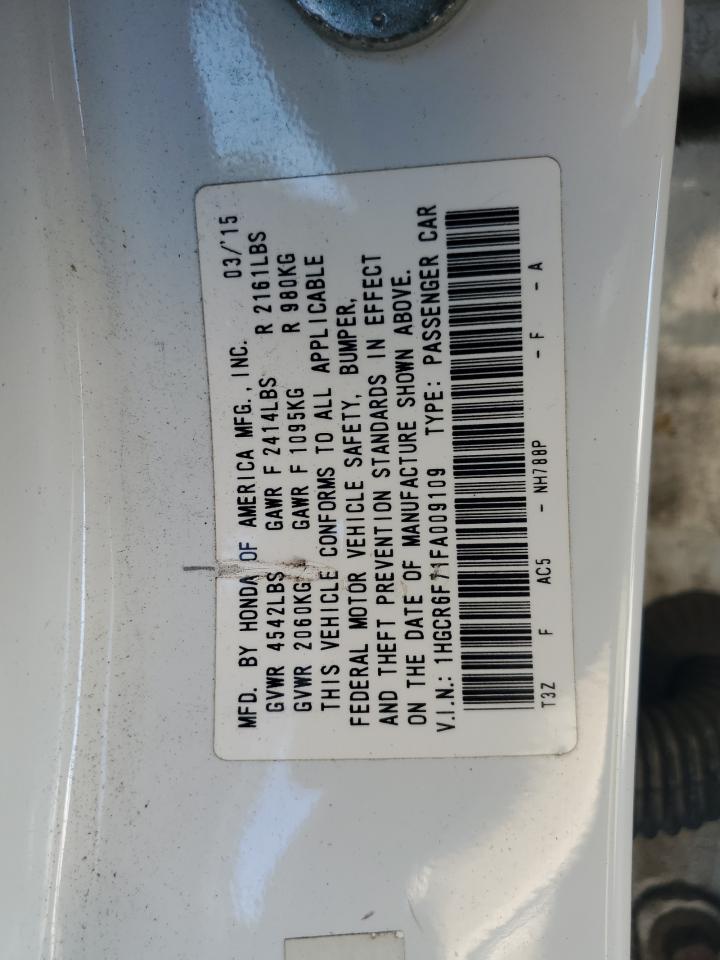 MFD. BY HONDA OF AMERICA MFG., INC. 03/'15
GVWR 4542LBS GAWR F 2414LBS R 2161LBS
GVWR 2060KG GAWR F 1095KG R 980KG
THIS VEHICLE CONFORMS TO ALL APPLICABLE
FEDERAL MOTOR VEHICLE SAFETY, BUMPER,
AND THEFT PREVENTION STANDARDS IN EFFECT
ON THE DATE OF MANUFACTURE SHOWN ABOVE.
V.I.N.: 1HGCR6F71FA009109 TYPE: PASSENGER CAR
T3Z F AC5 - NH788P - F - A